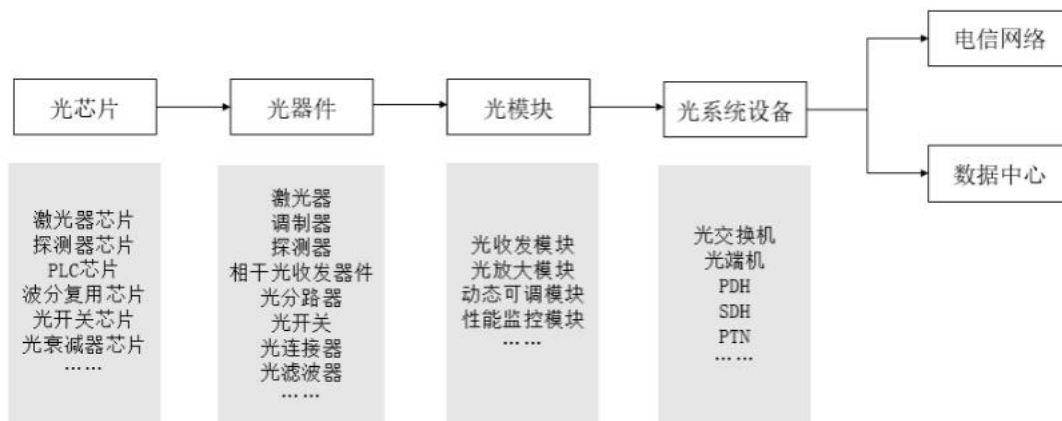 光芯片
光器件
光模块
光系统设备
电信网络
数据中心
激光器芯片
探测器芯片
PLC芯片
波分复用芯片
光开关芯片
光衰减器芯片
……
激光器
调制器
探测器
相干光收发器件
光分路器
光开关
光连接器
光滤波器
……
光收发模块
光放大模块
动态可调模块
性能监控模块
……
光交换机
光端机
PDH
SDH
PTN
……